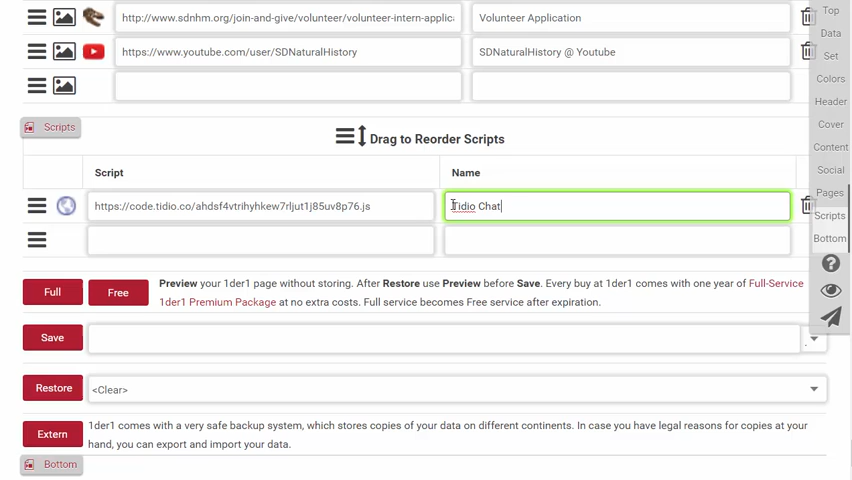 http://www.sdnhm.org/join-and-give/volunteer/volunteer-intern-applic
Volunteer Application
https://www.youtube.com/user/SDNaturalHistory
SDNaturalHistory @ Youtube
Scripts
Drag to Reorder Scripts
Script
Name
https://code.tidio.co/ahdsf4vtrihyhkew7rljut1j85uv8p76.js
Tidio Chat
Full
Free
Preview your 1der1 page without storing. After Restore use Preview before Save. Every buy at 1der1 comes with one year of Full-Service
1der1 Premium Package at no extra costs. Full service becomes Free service after expiration.
Save
Restore
<Clear>
Extern
1der1 comes with a very safe backup system, which stores copies of your data on different continents. In case you have legal reasons for copies at your
hand, you can export and import your data.
Bottom
Top
Data
Set
Colors
Header
Cover
Content
Social
Pages
Scripts
Bottom